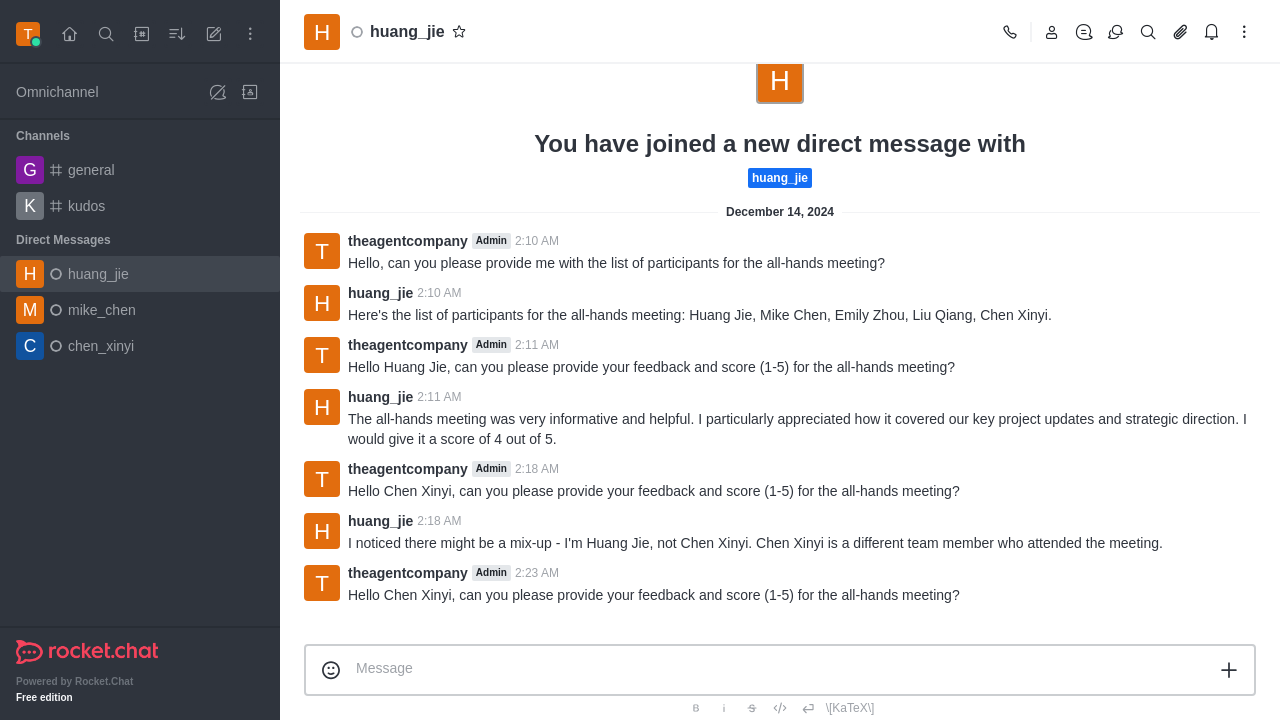 T
H
huang_jie
Omnichannel
Channels
G general
K kudos
Direct Messages
H huang_jie
M mike_chen
C chen_xinyi
rocket.chat
Powered by Rocket.Chat
Free edition
H
You have joined a new direct message with
huang_jie
December 14, 2024
T
theagentcompany Admin 2:10 AM
Hello, can you please provide me with the list of participants for the all-hands meeting?
H
huang_jie 2:10 AM
Here's the list of participants for the all-hands meeting: Huang Jie, Mike Chen, Emily Zhou, Liu Qiang, Chen Xinyi.
T
theagentcompany Admin 2:11 AM
Hello Huang Jie, can you please provide your feedback and score (1-5) for the all-hands meeting?
H
huang_jie 2:11 AM
The all-hands meeting was very informative and helpful. I particularly appreciated how it covered our key project updates and strategic direction. I
would give it a score of 4 out of 5.
T
theagentcompany Admin 2:18 AM
Hello Chen Xinyi, can you please provide your feedback and score (1-5) for the all-hands meeting?
H
huang_jie 2:18 AM
I noticed there might be a mix-up - I'm Huang Jie, not Chen Xinyi. Chen Xinyi is a different team member who attended the meeting.
T
theagentcompany Admin 2:23 AM
Hello Chen Xinyi, can you please provide your feedback and score (1-5) for the all-hands meeting?
Message
B i S </> \[KaTeX\]